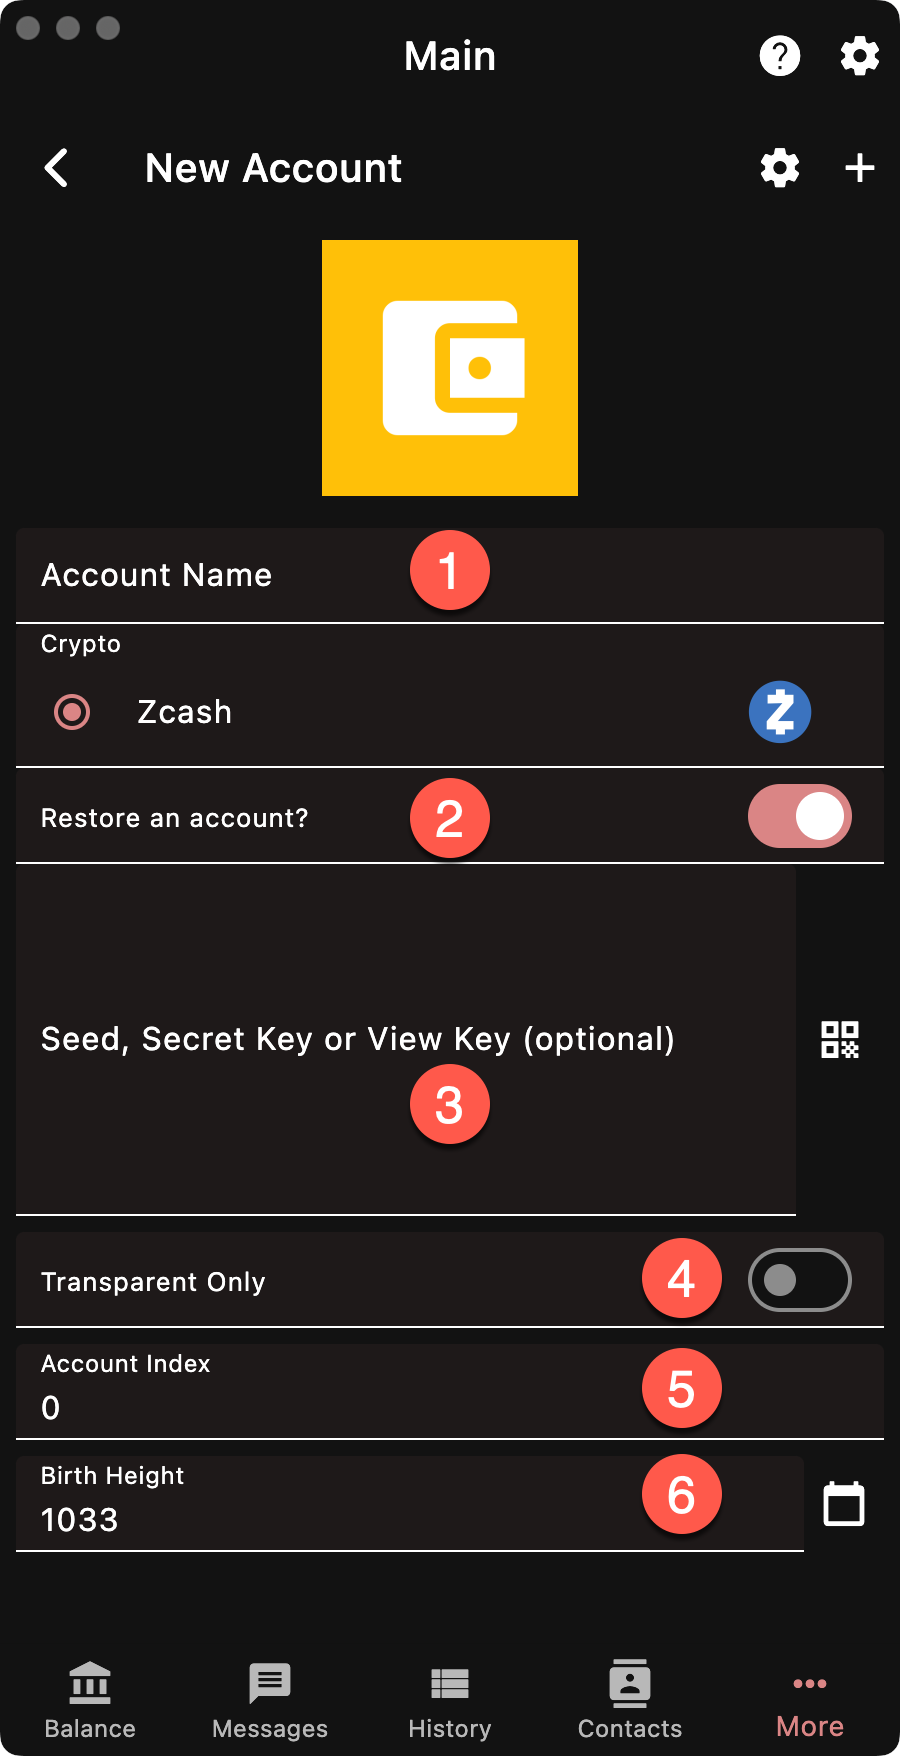 Main
New Account
Account Name 1
Crypto
Zcash
Restore an account? 2
Seed, Secret Key or View Key (optional)
3
Transparent Only 4
Account Index
0 5
Birth Height
1033 6
Balance Messages History Contacts More